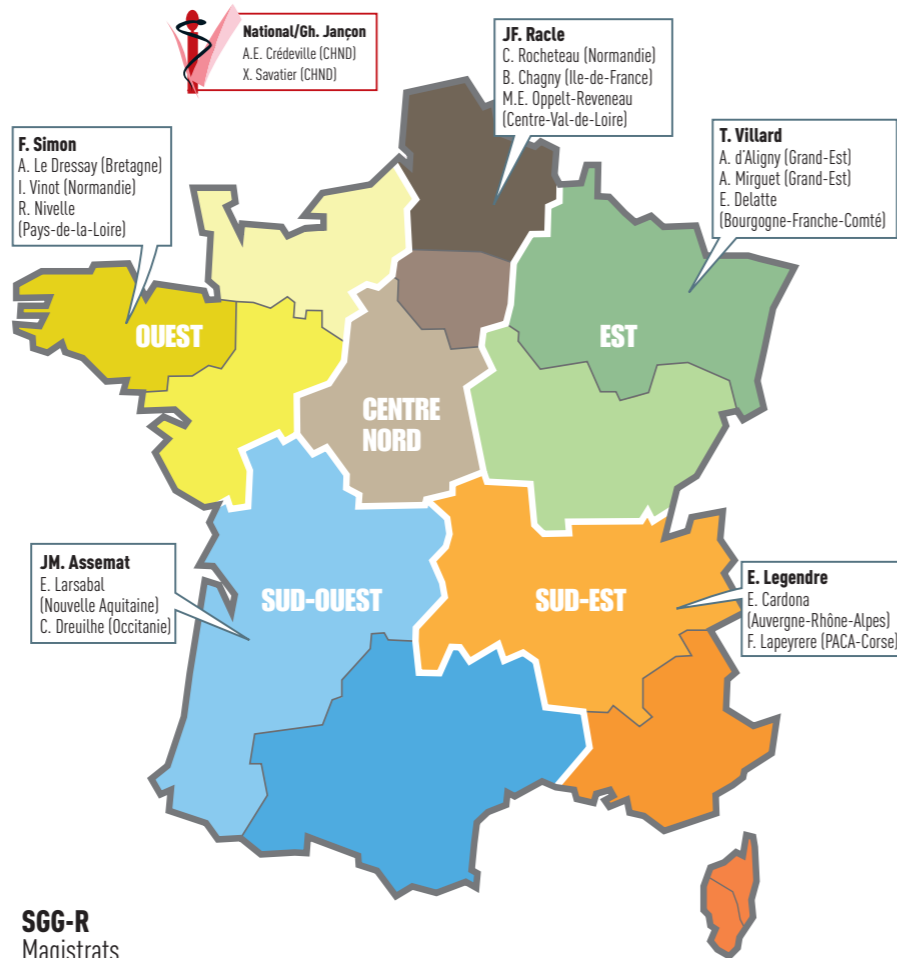 National/Gh. Jançon
A.E. Crédeville (CHND)
X. Savatier (CHND)
JF. Racle
C. Rocheteau (Normandie)
B. Chagny (Ile-de-France)
M.E. Oppelt-Reveneau
(Centre-Val-de-Loire)
F. Simon
A. Le Dressay (Bretagne)
I. Vinot (Normandie)
R. Nivelle
(Pays-de-la-Loire)
T. Villard
A. d'Aligny (Grand-Est)
A. Mirguet (Grand-Est)
E. Delatte
(Bourgogne-Franche-Comté)
OUEST
EST
CENTRE
NORD
JM. Assemat
E. Larsabal
(Nouvelle Aquitaine)
C. Dreuilhe (Occitanie)
SUD-OUEST
SUD-EST
E. Legendre
E. Cardona
(Auvergne-Rhône-Alpes)
F. Lapeyrere (PACA-Corse)
SGG-R
Magistrats